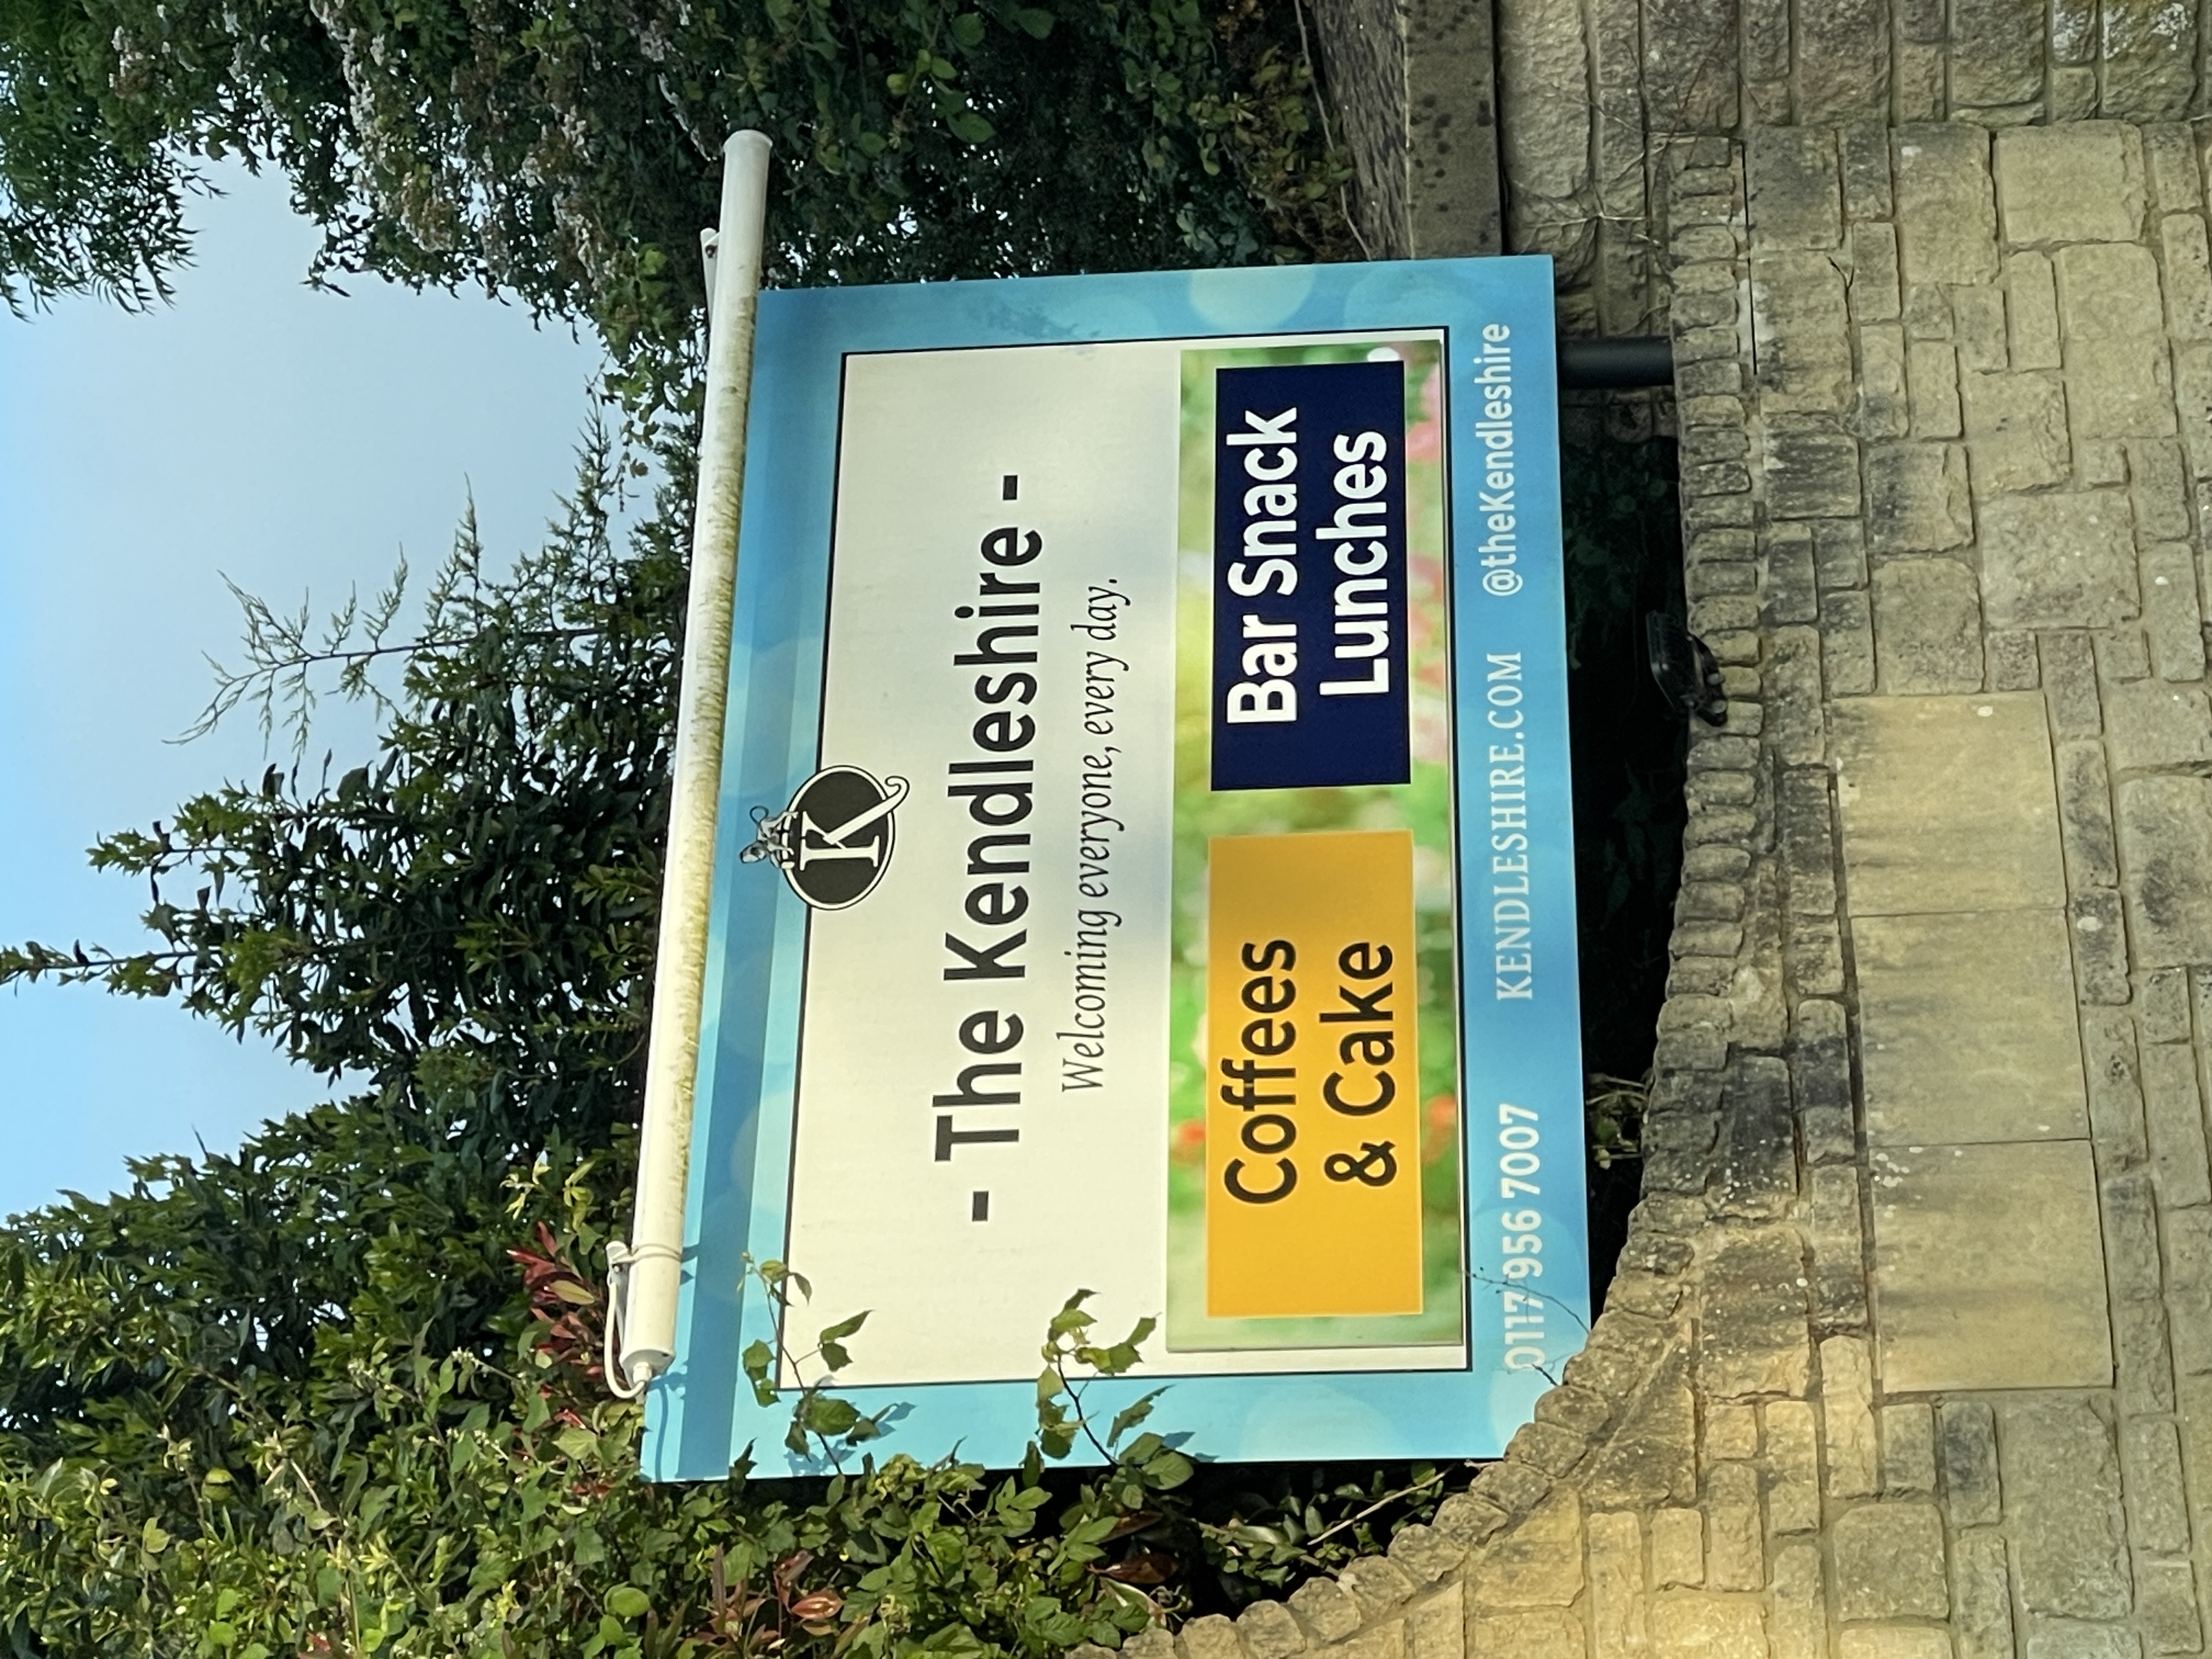 K
- The Kendleshire -
Welcoming everyone, every day.
Coffees
& Cake
Bar Snack
Lunches
0117 956 7007 KENDLESHIRE.COM @theKendleshire